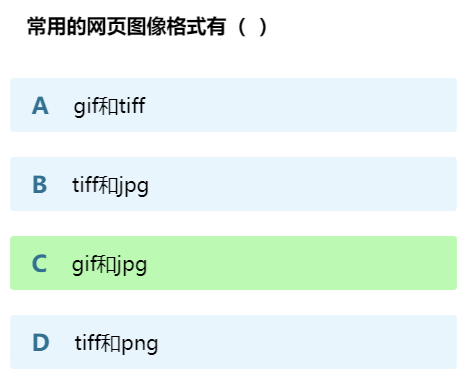 常用的网页图像格式有（ ）
A gif和tiff
B tiff和jpg
C gif和jpg
D tiff和png